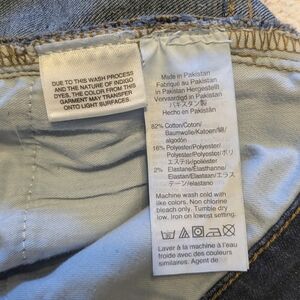 DUE TO THIS WASH PROCESS
AND THE NATURE OF INDIGO
DYES, THE COLOR FROM THIS
GARMENT MAY TRANSFER
ONTO LIGHT SURFACES.
Made in Pakistan
Fabriqué au Pakistan
In Pakistan Hergestellt
Vervaardigd in Pakistan
パキスタン製
Hecho en Pakistán
82% Cotton/Coton/
Baumwolle/Katoen/綿/
algodón
16% Polyester/Polyester/
Polyester/Polyester/ポリ
エステル/poliéster
2% Elastane/Élasthanne/
Elastan/Elastaan/エラス
テーン/elastano
Machine wash cold with
like colors. Non chlorine
bleach only. Tumble dry
low. Iron on lowest setting.
Laver à la machine à l'eau
froide avec des couleurs
similaires. Agent de